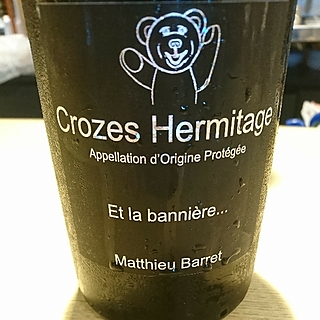 Crozes Hermitage
Appellation d'Origine Protégée
Et la bannière...
Matthieu Barret